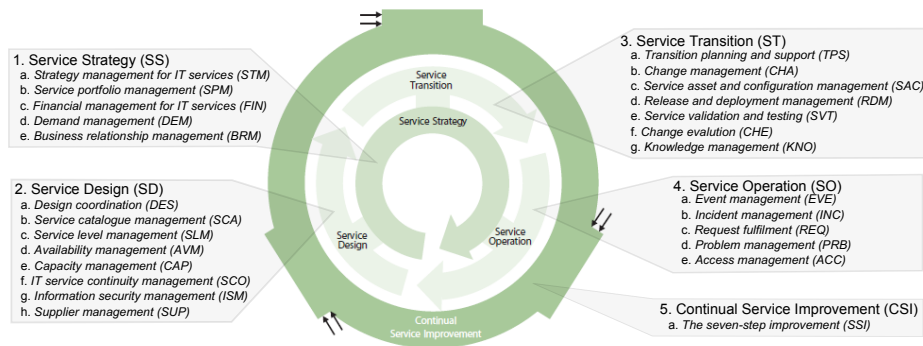 1. Service Strategy (SS)
a. Strategy management for IT services (STM)
b. Service portfolio management (SPM)
c. Financial management for IT services (FIN)
d. Demand management (DEM)
e. Business relationship management (BRM)
2. Service Design (SD)
a. Design coordination (DES)
b. Service catalogue management (SCA)
c. Service level management (SLM)
d. Availability management (AVM)
e. Capacity management (CAP)
f. IT service continuity management (SCO)
g. Information security management (ISM)
h. Supplier management (SUP)
Service
Transition
Service Strategy
Service
Design
Service
Operation
Continual
Service Improvement
3. Service Transition (ST)
a. Transition planning and support (TPS)
b. Change management (CHA)
c. Service asset and configuration management (SAC)
d. Release and deployment management (RDM)
e. Service validation and testing (SVT)
f. Change evalution (CHE)
g. Knowledge management (KNO)
4. Service Operation (SO)
a. Event management (EVE)
b. Incident management (INC)
c. Request fulfilment (REQ)
d. Problem management (PRB)
e. Access management (ACC)
5. Continual Service Improvement (CSI)
a. The seven-step improvement (SSI)